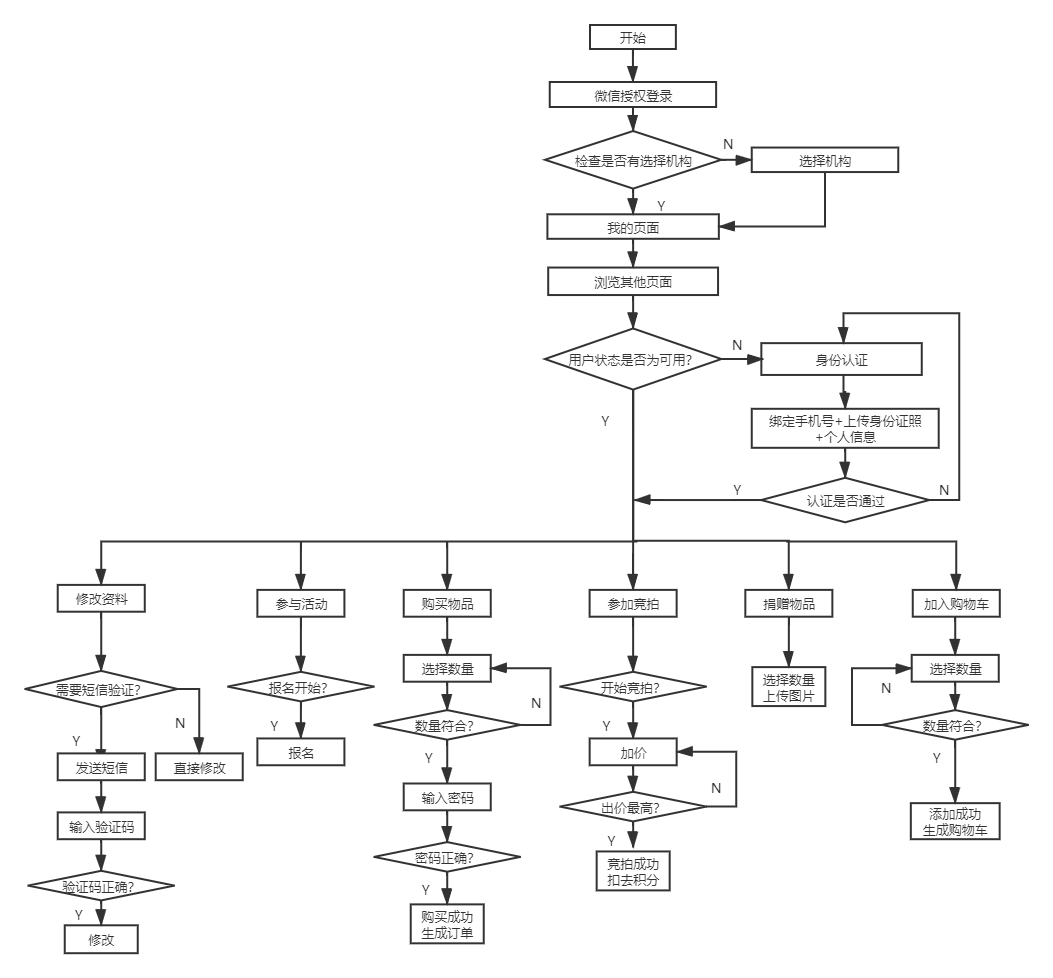 开始
微信授权登录
检查是否有选择机构
N
选择机构
Y
我的页面
浏览其他页面
用户状态是否为可用?
N
身份认证
Y
绑定手机号+上传身份证照
+个人信息
认证是否通过
Y
N
修改资料
需要短信验证?
N
Y
发送短信
直接修改
输入验证码
验证码正确?
Y
修改
参与活动
报名开始?
Y
报名
购买物品
选择数量
N
数量符合?
Y
输入密码
密码正确?
Y
购买成功
生成订单
参加竞拍
开始竞拍?
Y
加价
N
出价最高?
Y
竞拍成功
扣去积分
捐赠物品
选择数量
上传图片
加入购物车
选择数量
N
数量符合?
Y
添加成功
生成购物车